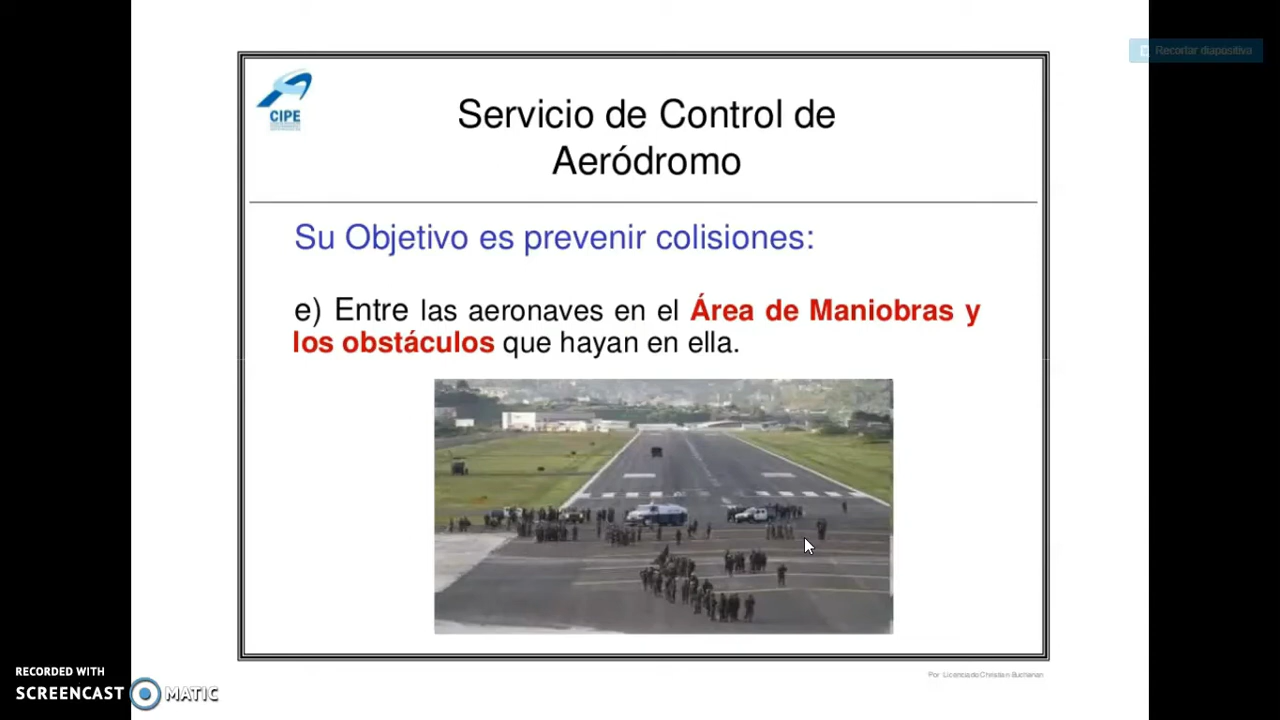 Recortar diapositiva
CIPE
Servicio de Control de
Aeródromo
Su Objetivo es prevenir colisiones:
e) Entre las aeronaves en el Área de Maniobras y
los obstáculos que hayan en ella.
Por Licenciado Christian Buchanan
RECORDED WITH
SCREENCAST MATIC